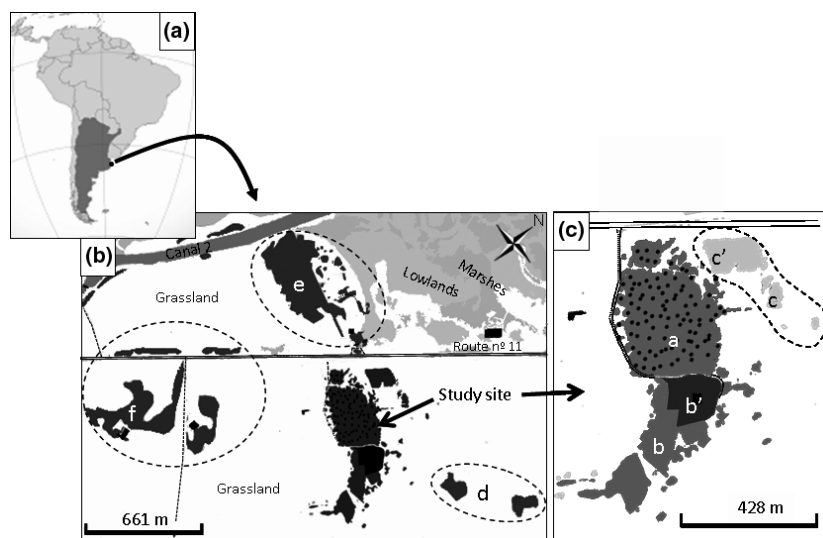 (a)
(b)
Canal 2
N
e
Lowlands
Marshes
Grassland
Route nº 11
f
Study site
Grassland
d
661 m
(c)
c'
c
a
b'
b
428 m